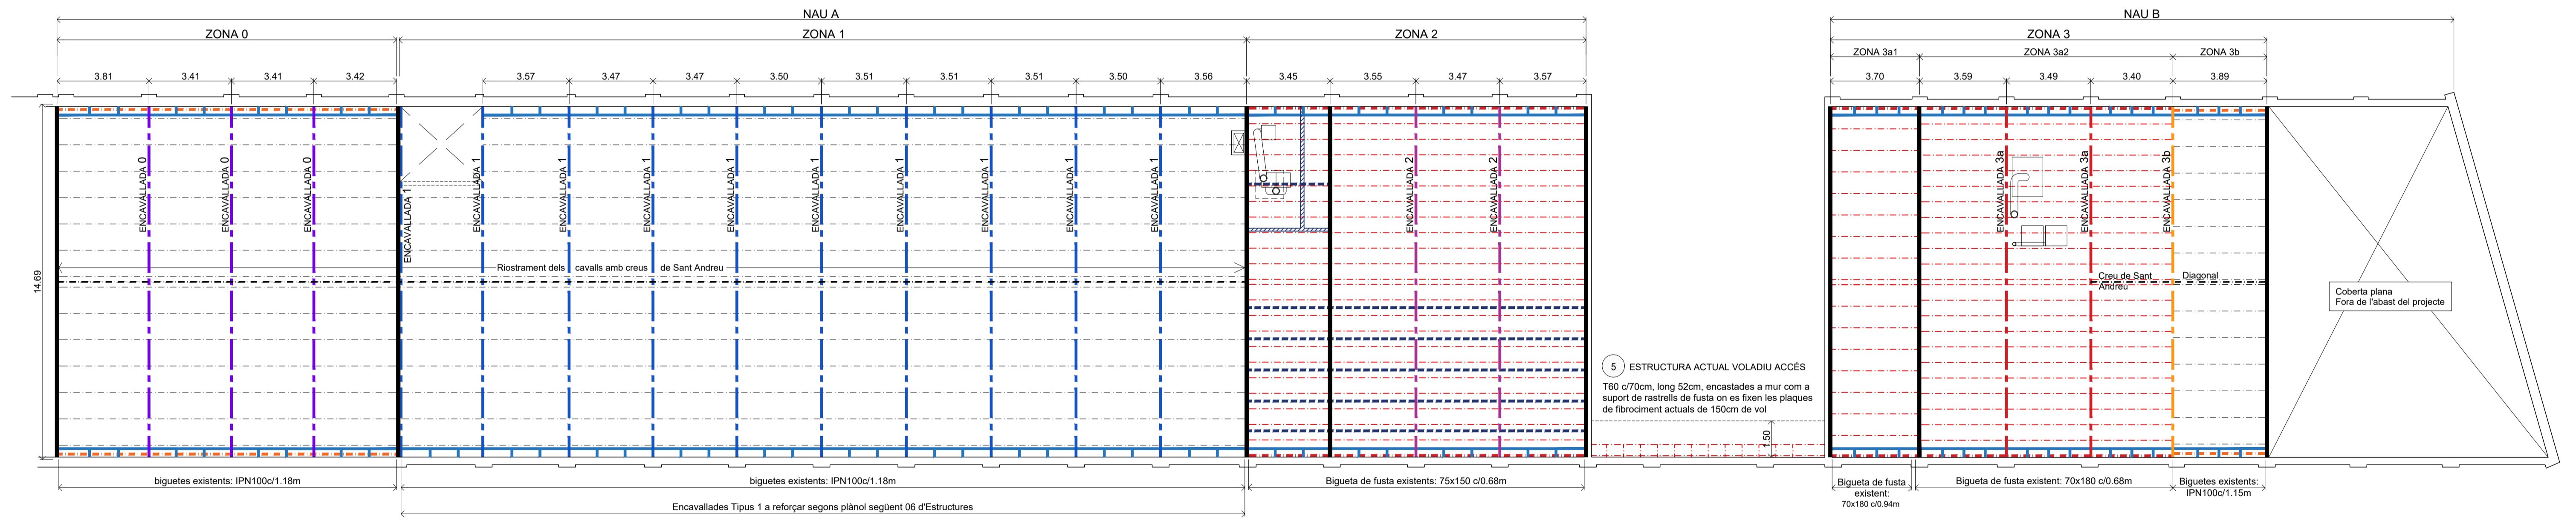 NAU A
NAU B
ZONA 0
ZONA 1
ZONA 2
ZONA 3
ZONA 3a1
ZONA 3a2
ZONA 3b
3.81
3.41
3.41
3.42
3.57
3.47
3.47
3.50
3.51
3.51
3.51
3.50
3.56
3.45
3.55
3.47
3.57
3.70
3.59
3.49
3.40
3.89
14.69
ENCAVALLADA 0
ENCAVALLADA 0
ENCAVALLADA 0
ENCAVALLADA 1
ENCAVALLADA 1
ENCAVALLADA 1
ENCAVALLADA 1
ENCAVALLADA 1
ENCAVALLADA 1
ENCAVALLADA 1
ENCAVALLADA 1
ENCAVALLADA 1
ENCAVALLADA 1
ENCAVALLADA 2
ENCAVALLADA 2
ENCAVALLADA 3a
ENCAVALLADA 3a
ENCAVALLADA 3b
Riostrament dels cavalls amb creus de Sant Andreu
Creu de Sant
Andreu
Diagonal
Coberta plana
Fora de l'abast del projecte
5 ESTRUCTURA ACTUAL VOLADIU ACCÉS
T60 c/70cm, long 52cm, encastades a mur com a
suport de rastrells de fusta on es fixen les plaques
de fibrociment actuals de 150cm de vol
1.50
biguetes existents: IPN100c/1.18m
biguetes existents: IPN100c/1.18m
Bigueta de fusta existents: 75x150 c/0.68m
Bigueta de fusta
existent:
70x180 c/0.94m
Bigueta de fusta existent: 70x180 c/0.68m
Biguetes existents:
IPN100c/1.15m
Encavallades Tipus 1 a reforçar segons plànol següent 06 d'Estructures